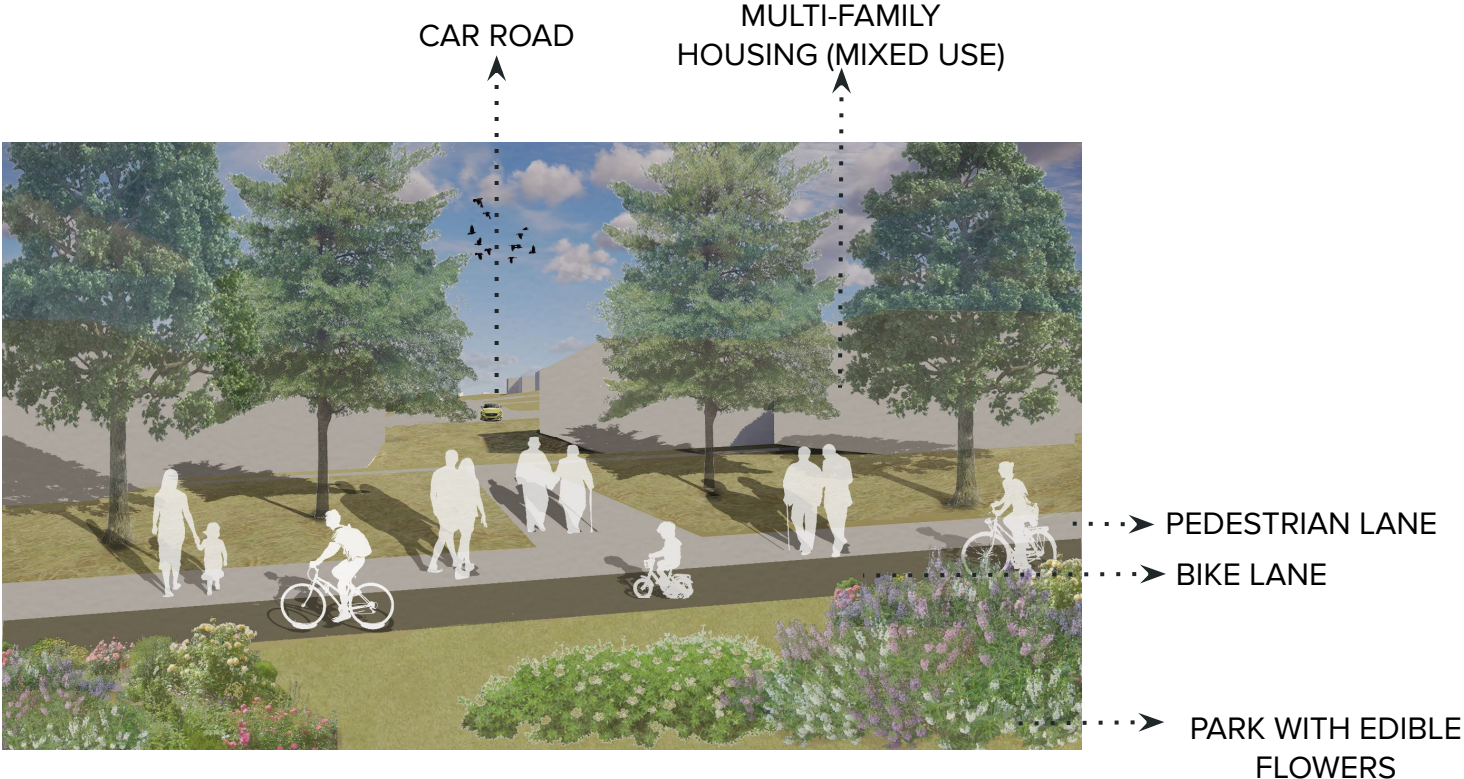 CAR ROAD
MULTI-FAMILY
HOUSING (MIXED USE)
PEDESTRIAN LANE
BIKE LANE
PARK WITH EDIBLE
FLOWERS